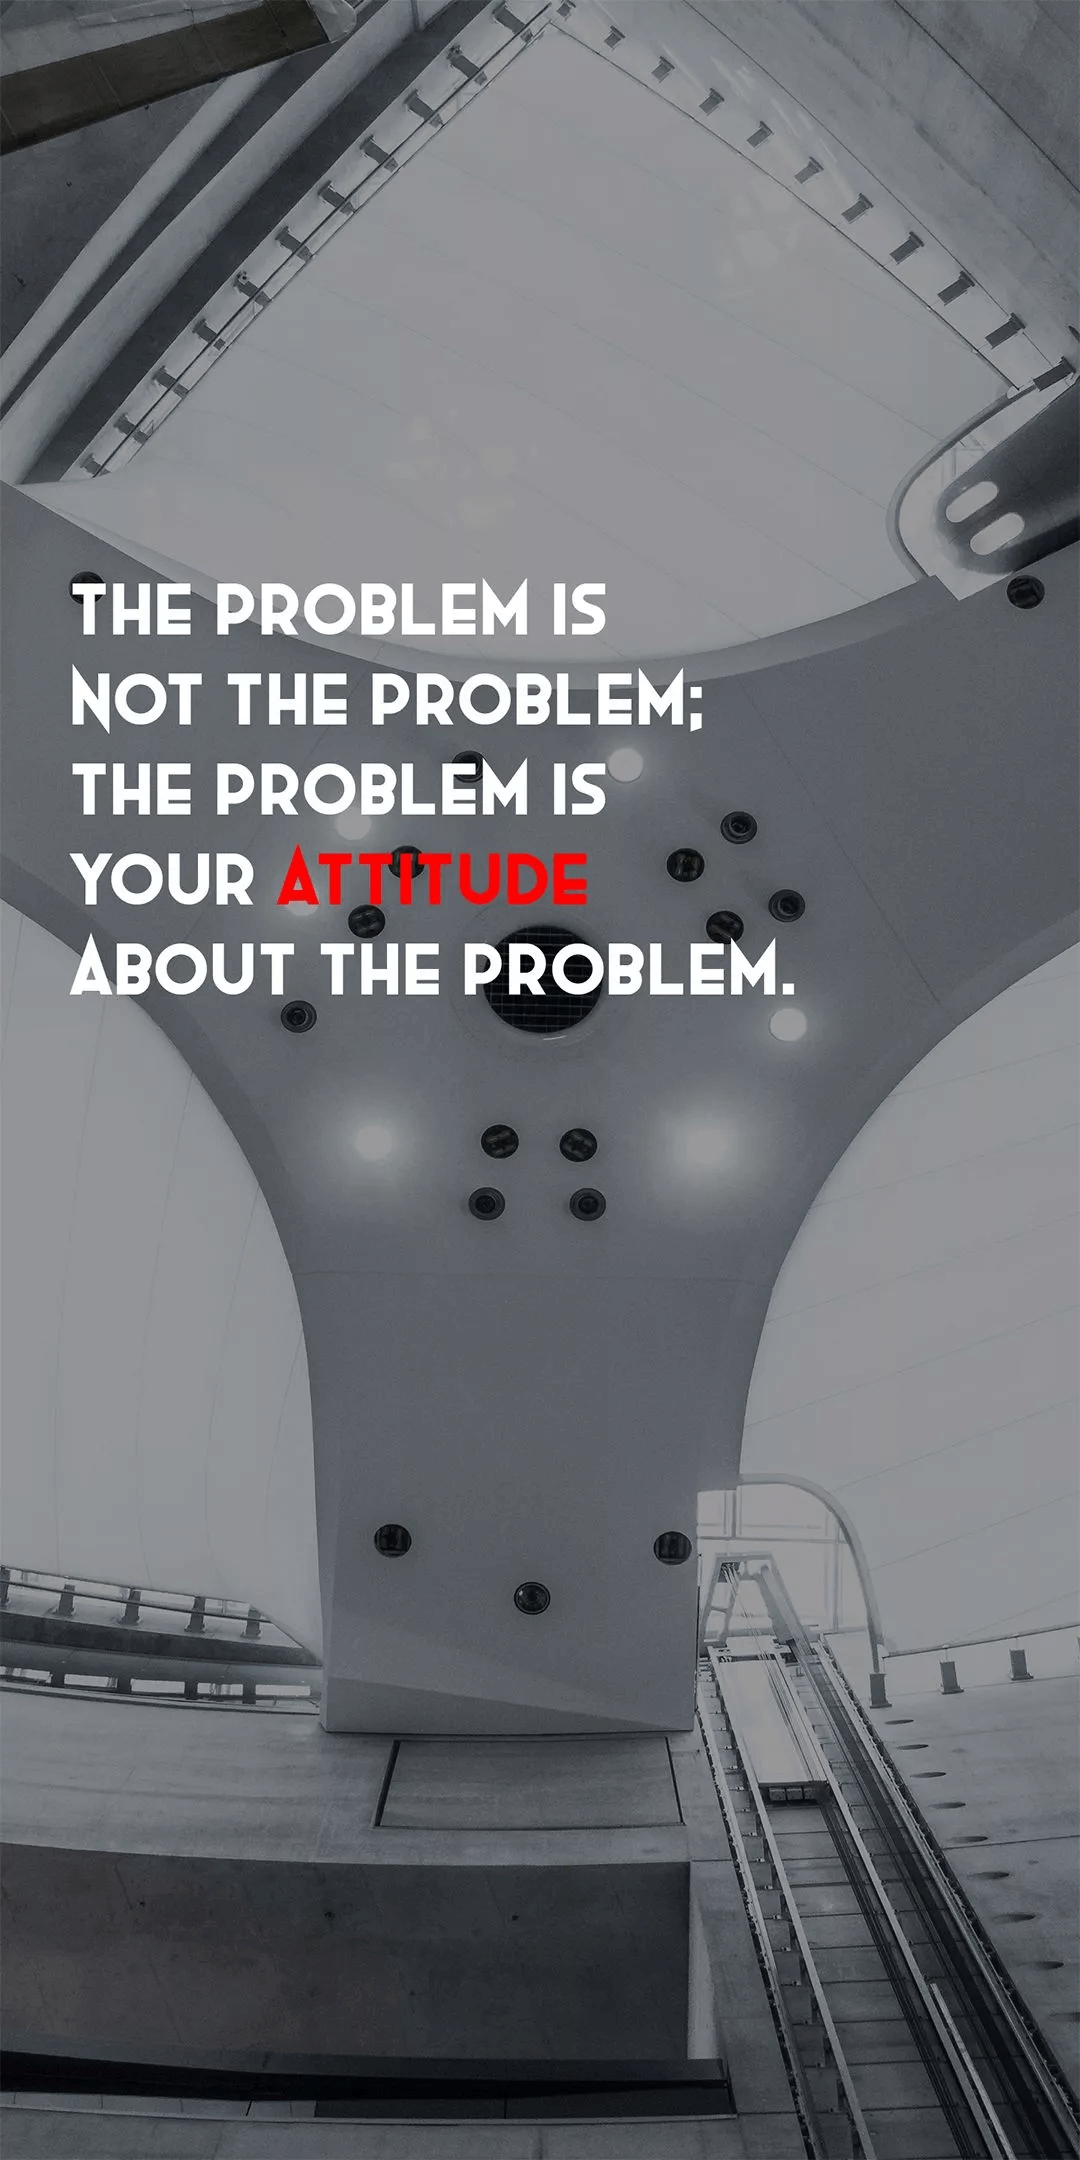 THE PROBLEM IS
NOT THE PROBLEM;
THE PROBLEM IS
YOUR ATTITUDE
ABOUT THE PROBLEM.